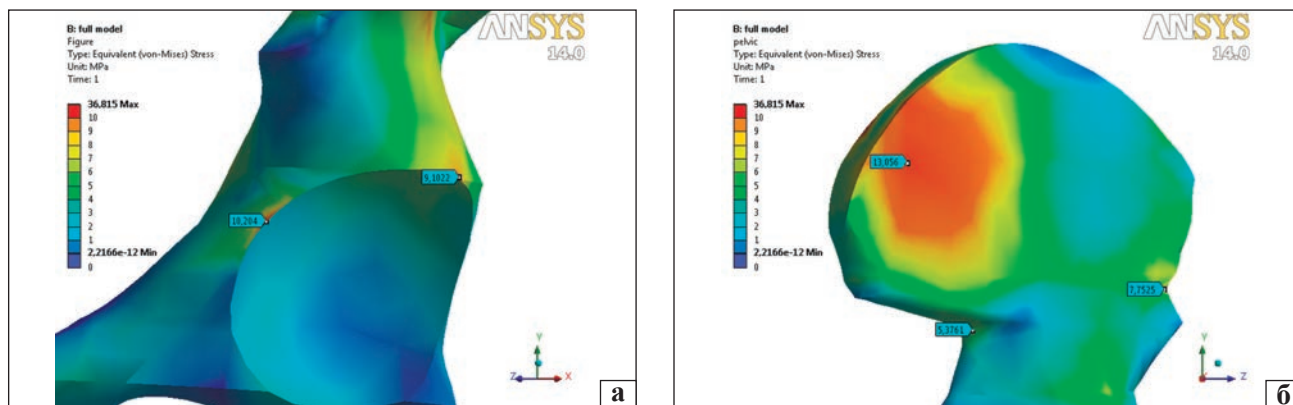 B: full model
Figure
Type: Equivalent (von-Mises) Stress
Unit: MPa
Time: 1
36,815 Max
10
9
8
7
6
5
4
3
2
1
2,2166e-12 Min
0
ANSYS
14.0
9,1022
10,204
Y
Z
X
а
B: full model
pelvic
Type: Equivalent (von-Mises) Stress
Unit: MPa
Time: 1
36,815 Max
10
9
8
7
6
5
4
3
2
1
2,2166e-12 Min
0
ANSYS
14.0
13,056
7,7525
5,3761
Y
Z
б